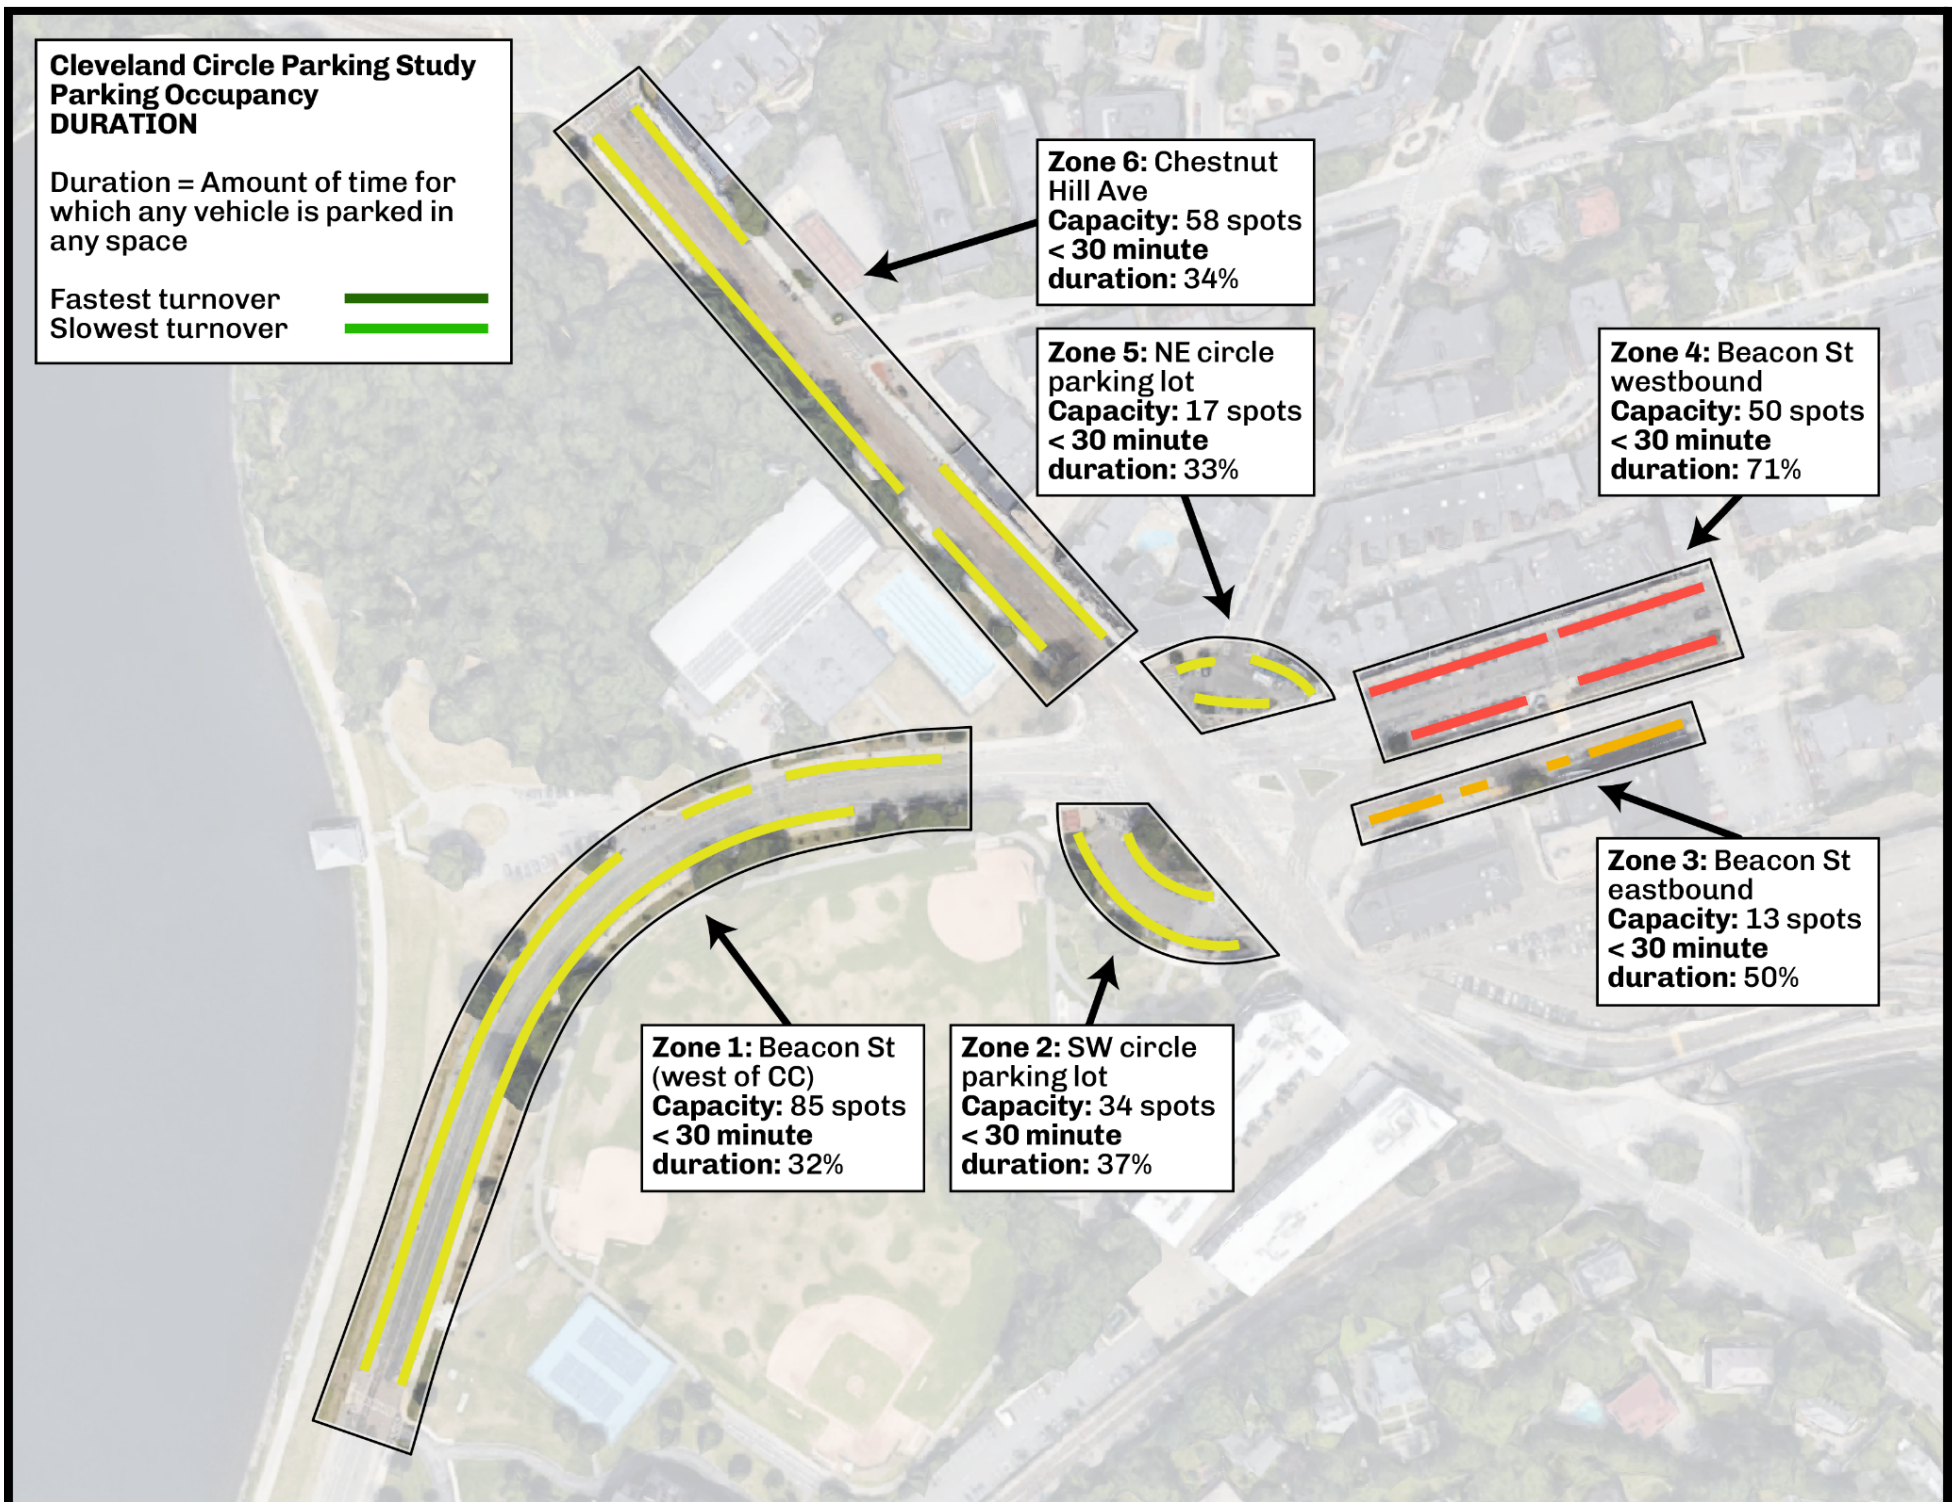 Cleveland Circle Parking Study
Parking Occupancy
DURATION
Duration = Amount of time for
which any vehicle is parked in
any space
Fastest turnover
Slowest turnover
Zone 6: Chestnut
Hill Ave
Capacity: 58 spots
< 30 minute
duration: 34%
Zone 5: NE circle
parking lot
Capacity: 17 spots
< 30 minute
duration: 33%
Zone 4: Beacon St
westbound
Capacity: 50 spots
< 30 minute
duration: 71%
Zone 3: Beacon St
eastbound
Capacity: 13 spots
< 30 minute
duration: 50%
Zone 1: Beacon St
(west of CC)
Capacity: 85 spots
< 30 minute
duration: 32%
Zone 2: SW circle
parking lot
Capacity: 34 spots
< 30 minute
duration: 37%